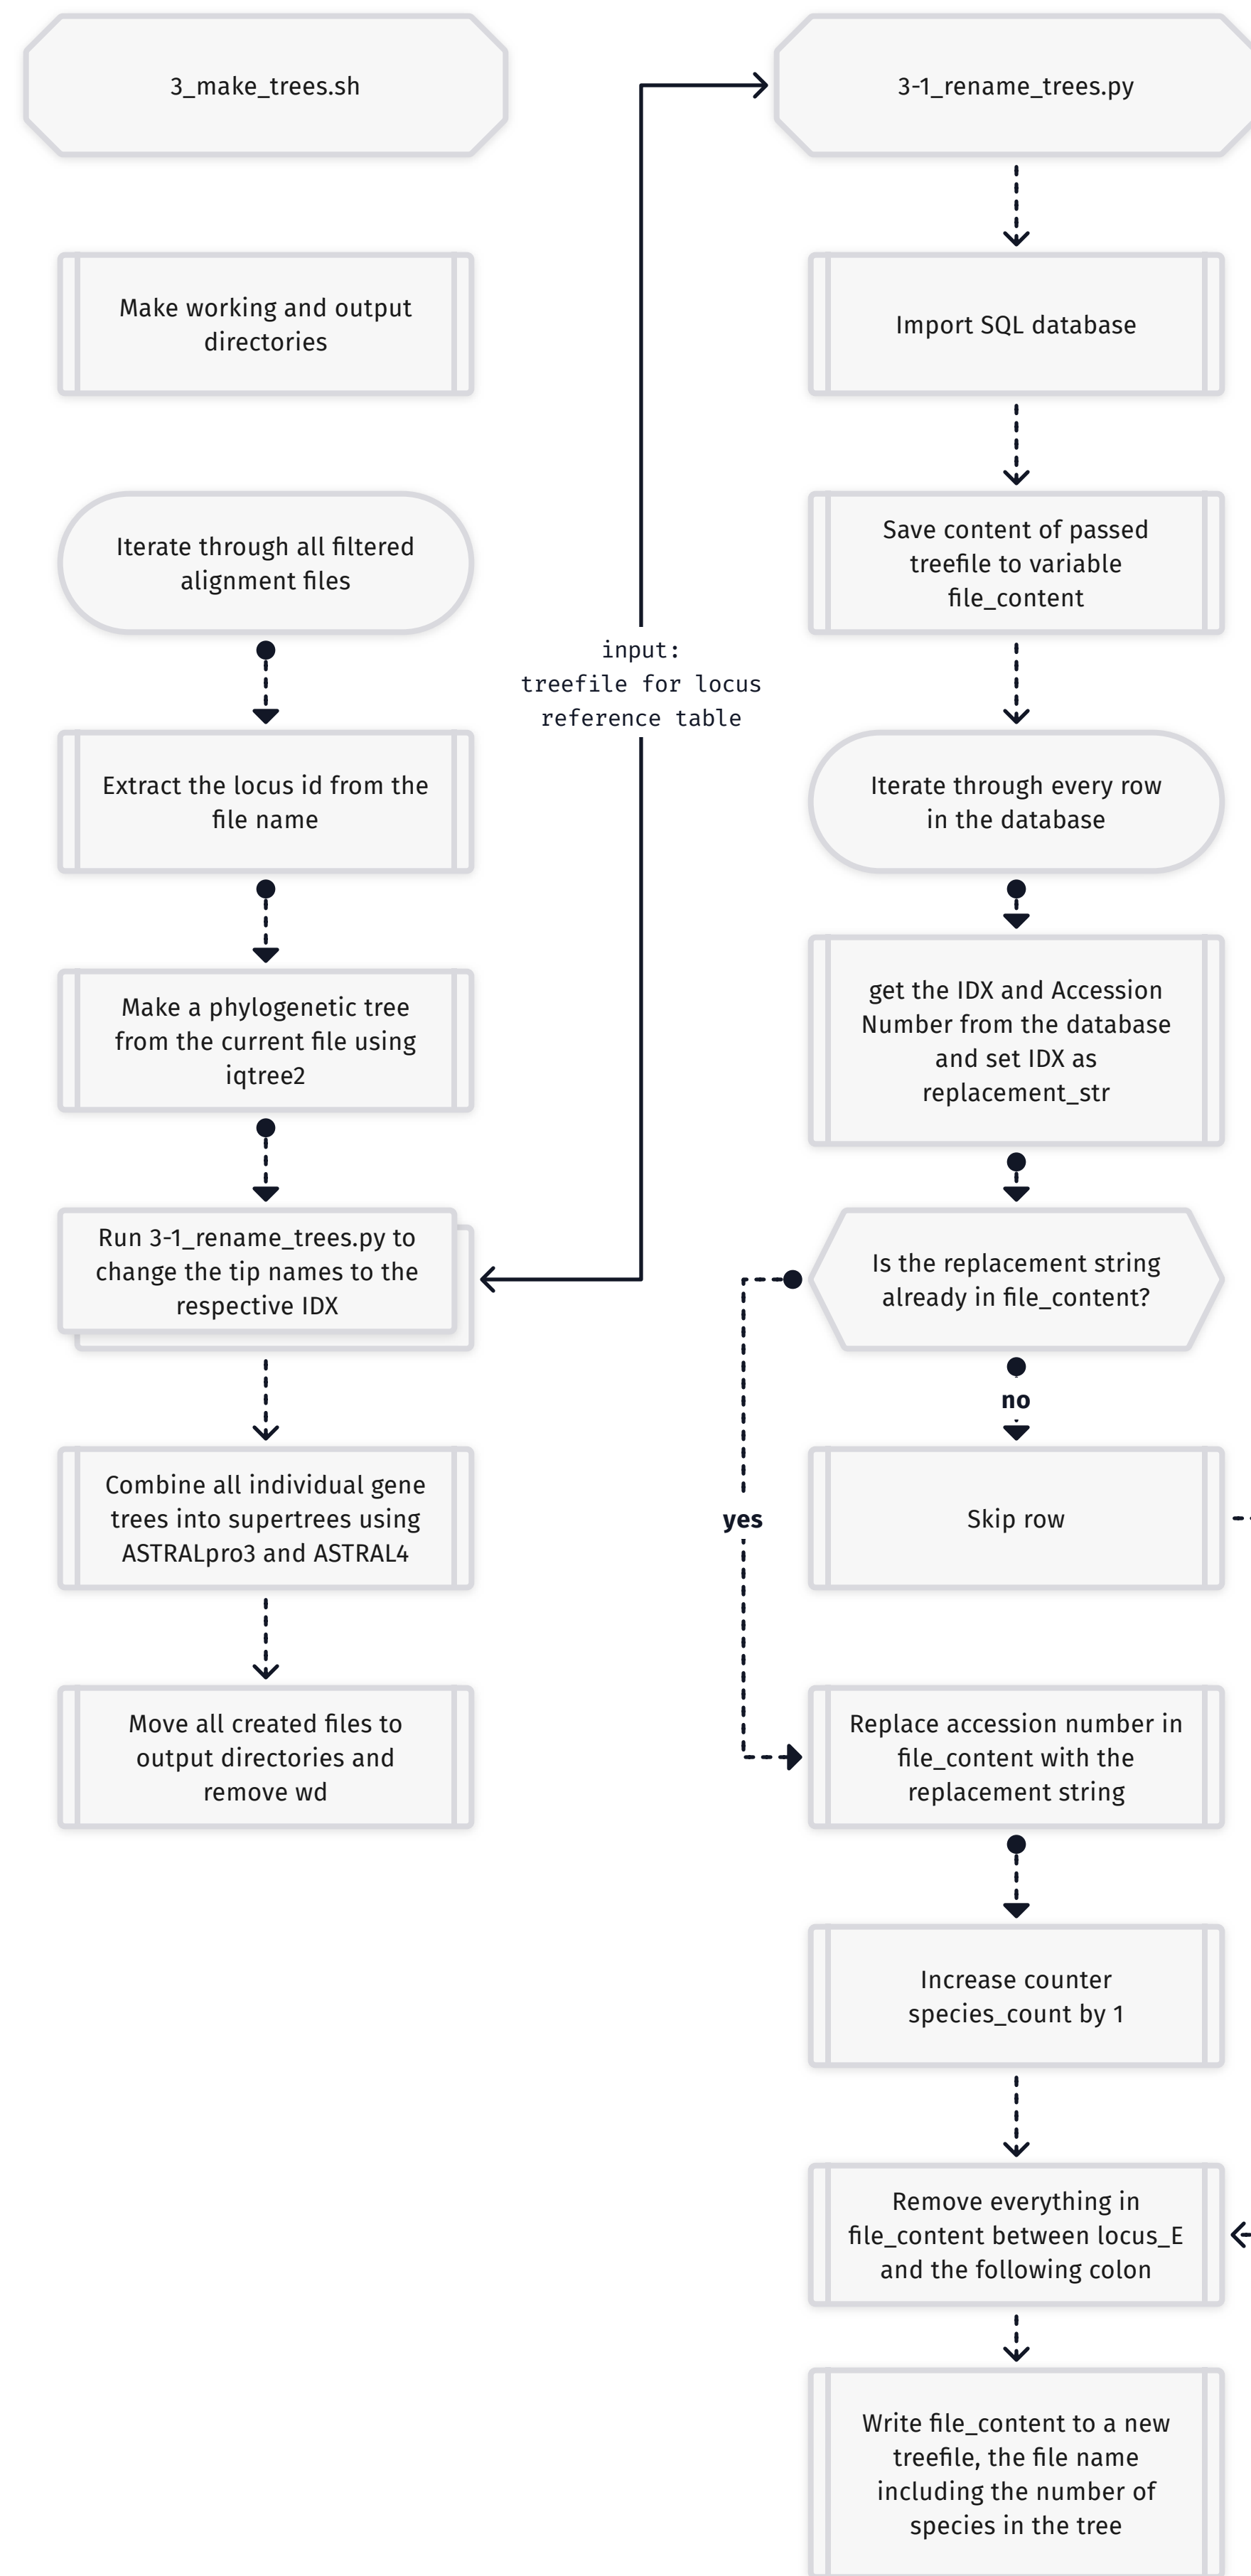 3_make_trees.sh
Make working and output
directories
Iterate through all filtered
alignment files
Extract the locus id from the
file name
Make a phylogenetic tree
from the current file using
iqtree2
Run 3-1_rename_trees.py to
change the tip names to the
respective IDX
Combine all individual gene
trees into supertrees using
ASTRALpro3 and ASTRAL4
Move all created files to
output directories and
remove wd
input:
treefile for locus
reference table
3-1_rename_trees.py
Import SQL database
Save content of passed
treefile to variable
file_content
Iterate through every row
in the database
get the IDX and Accession
Number from the database
and set IDX as
replacement_str
Is the replacement string
already in file_content?
no
yes
Skip row
Replace accession number in
file_content with the
replacement string
Increase counter
species_count by 1
Remove everything in
file_content between locus_E
and the following colon
Write file_content to a new
treefile, the file name
including the number of
species in the tree